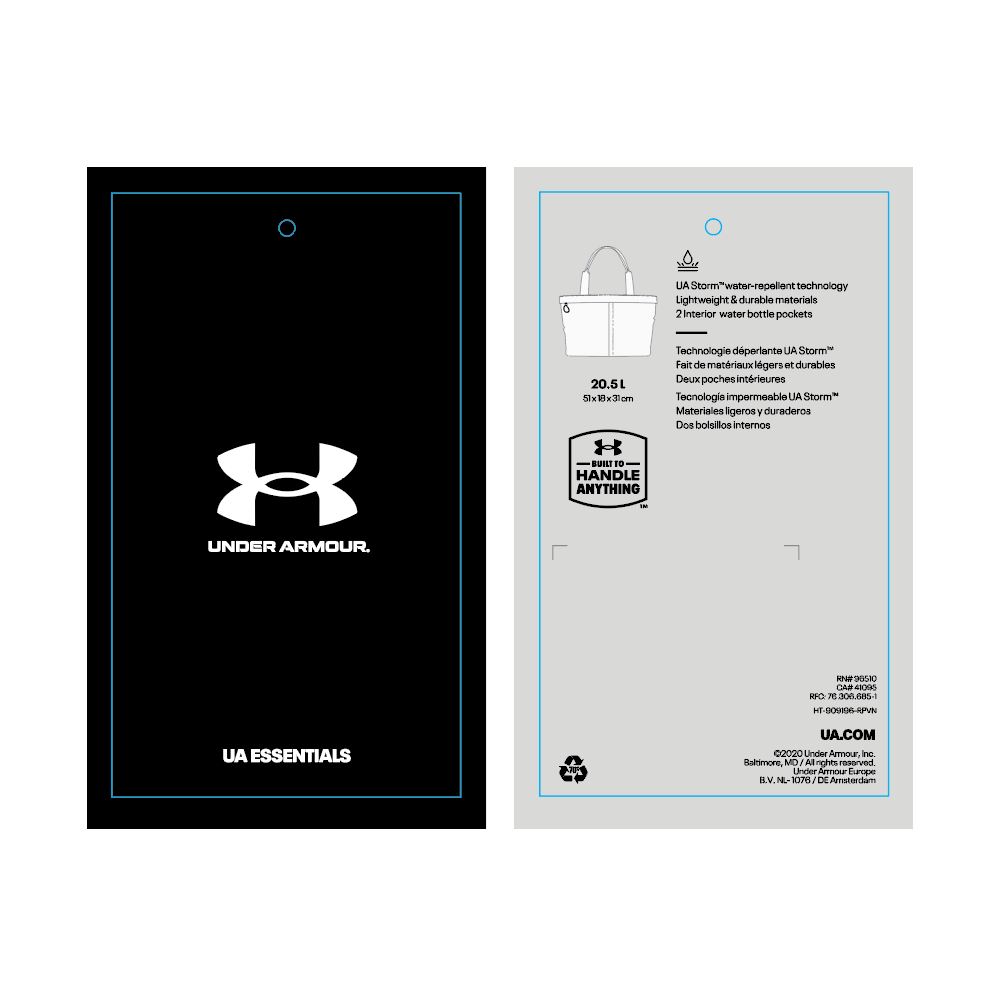 UNDER ARMOUR.
UA ESSENTIALS
UA Storm™ water-repellent technology
Lightweight & durable materials
2 Interior water bottle pockets
Technologie déperlante UA Storm™
Fait de matériaux légers et durables
Deux poches intérieures
Tecnología impermeable UA Storm™
Materiales ligeros y duraderos
Dos bolsillos internos
20.5 L
51 x 18 x 31 cm
BUILT TO
HANDLE
ANYTHING
TM
RN# 96510
CA# 41095
RFC: 76.306.685-1
HT-909196-RPVN
UA.COM
©2020 Under Armour, Inc.
Baltimore, MD / All rights reserved.
Under Armour Europe
B.V. NL- 1076 / DE Amsterdam